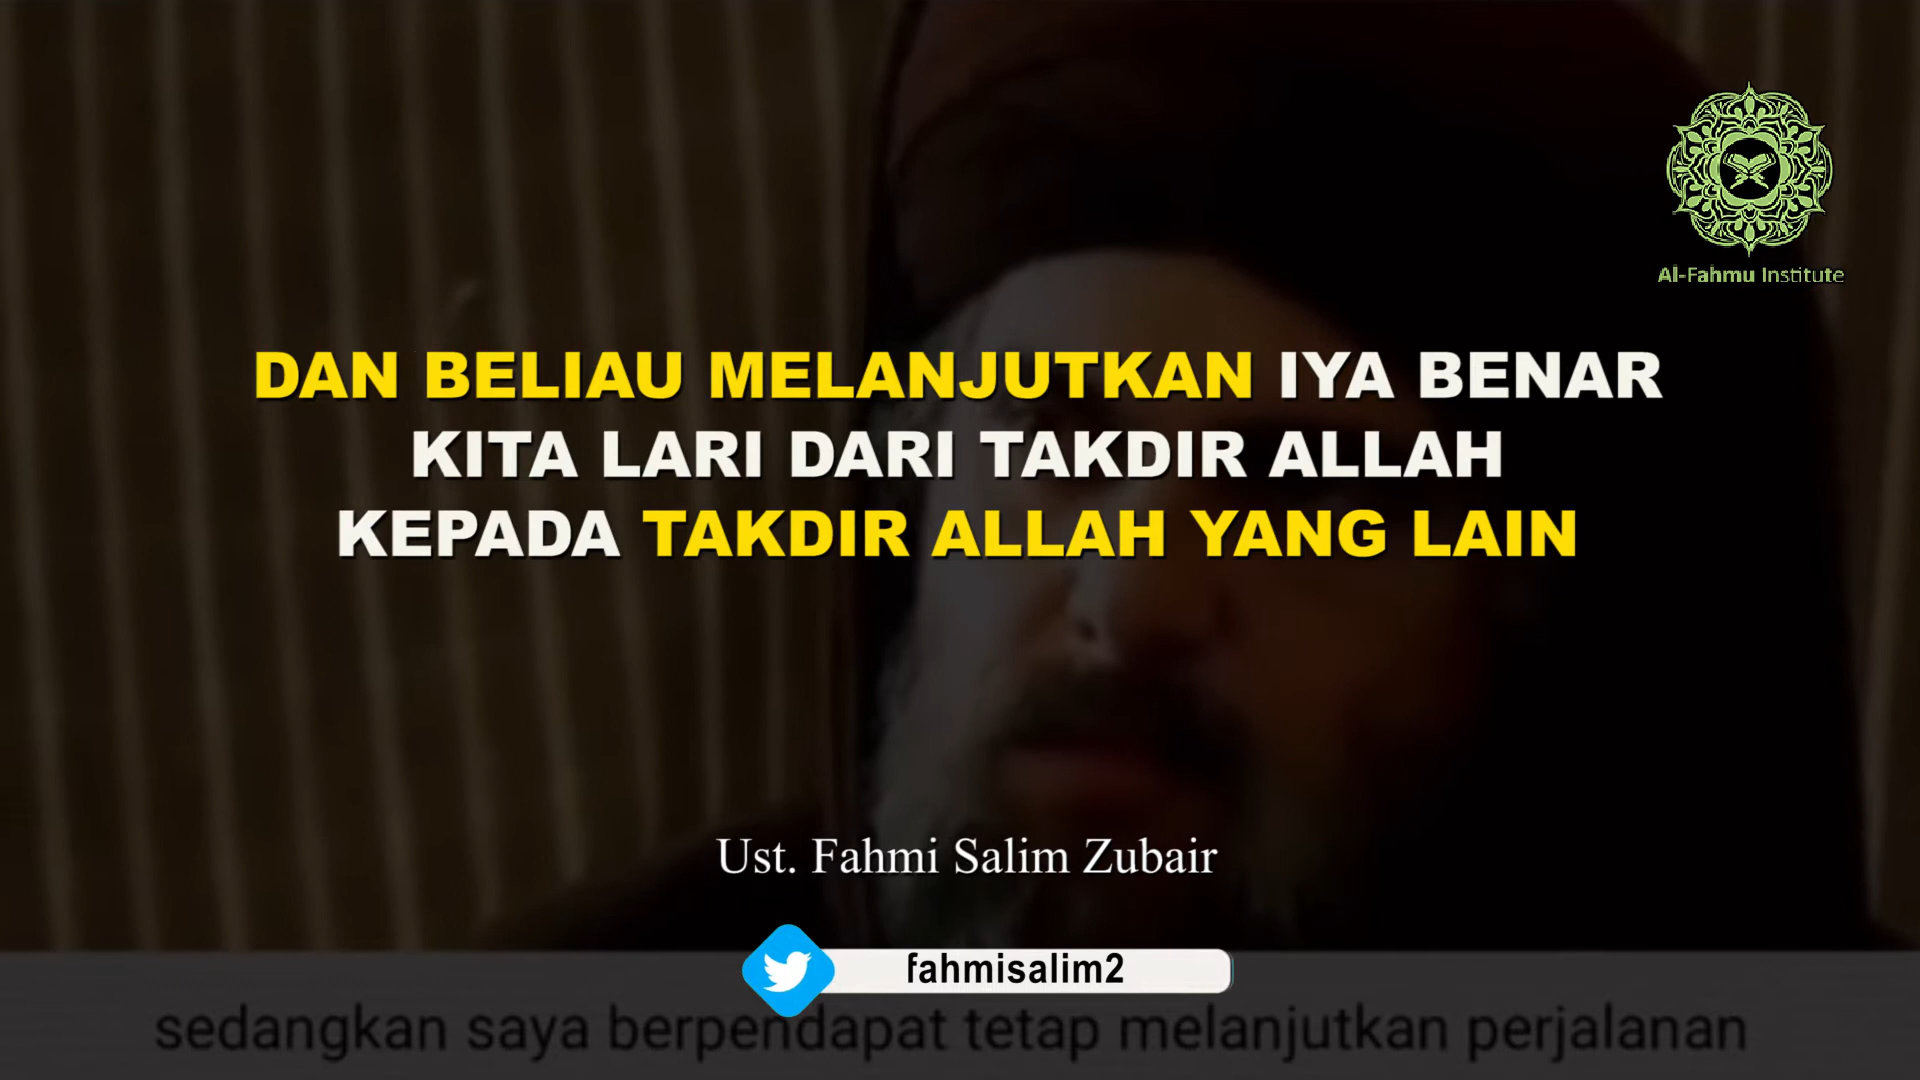 Al-Fahmu Institute
DAN BELIAU MELANJUTKAN IYA BENAR
KITA LARI DARI TAKDIR ALLAH
KEPADA TAKDIR ALLAH YANG LAIN
Ust. Fahmi Salim Zubair
fahmisalim2
sedangkan saya berpendapat tetap melanjutkan perjalanan